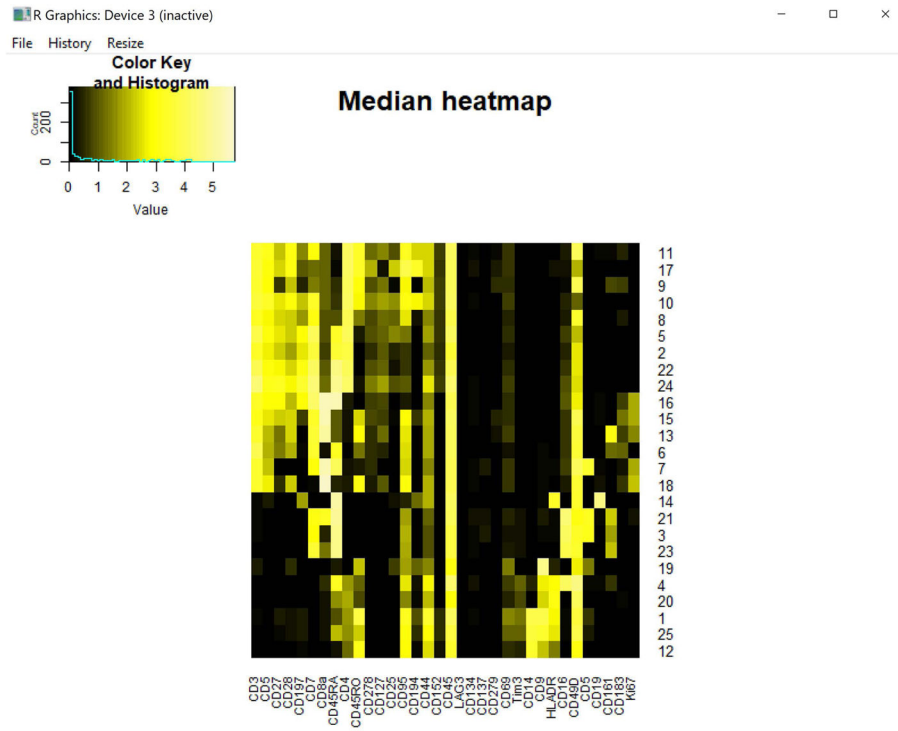 R Graphics: Device 3 (inactive)
File History Resize
Color Key
and Histogram
Count
0 200
0 1 2 3 4 5
Value
Median heatmap
11
17
9
10
8
5
2
22
24
16
15
13
6
7
18
14
21
3
23
19
4
20
1
25
12
CD3
CD5
CD27
CD28
CD197
CD7
CD8a
CD45RA
CD4
CD45RO
CD278
CD127
CD25
CD95
CD194
CD44
CD152
CD45
LAG3
CD134
CD137
CD279
CD69
Tim3
CD14
CD9
HLADR
CD16
CD49D
CD5
CD19
CD161
CD183
Ki67